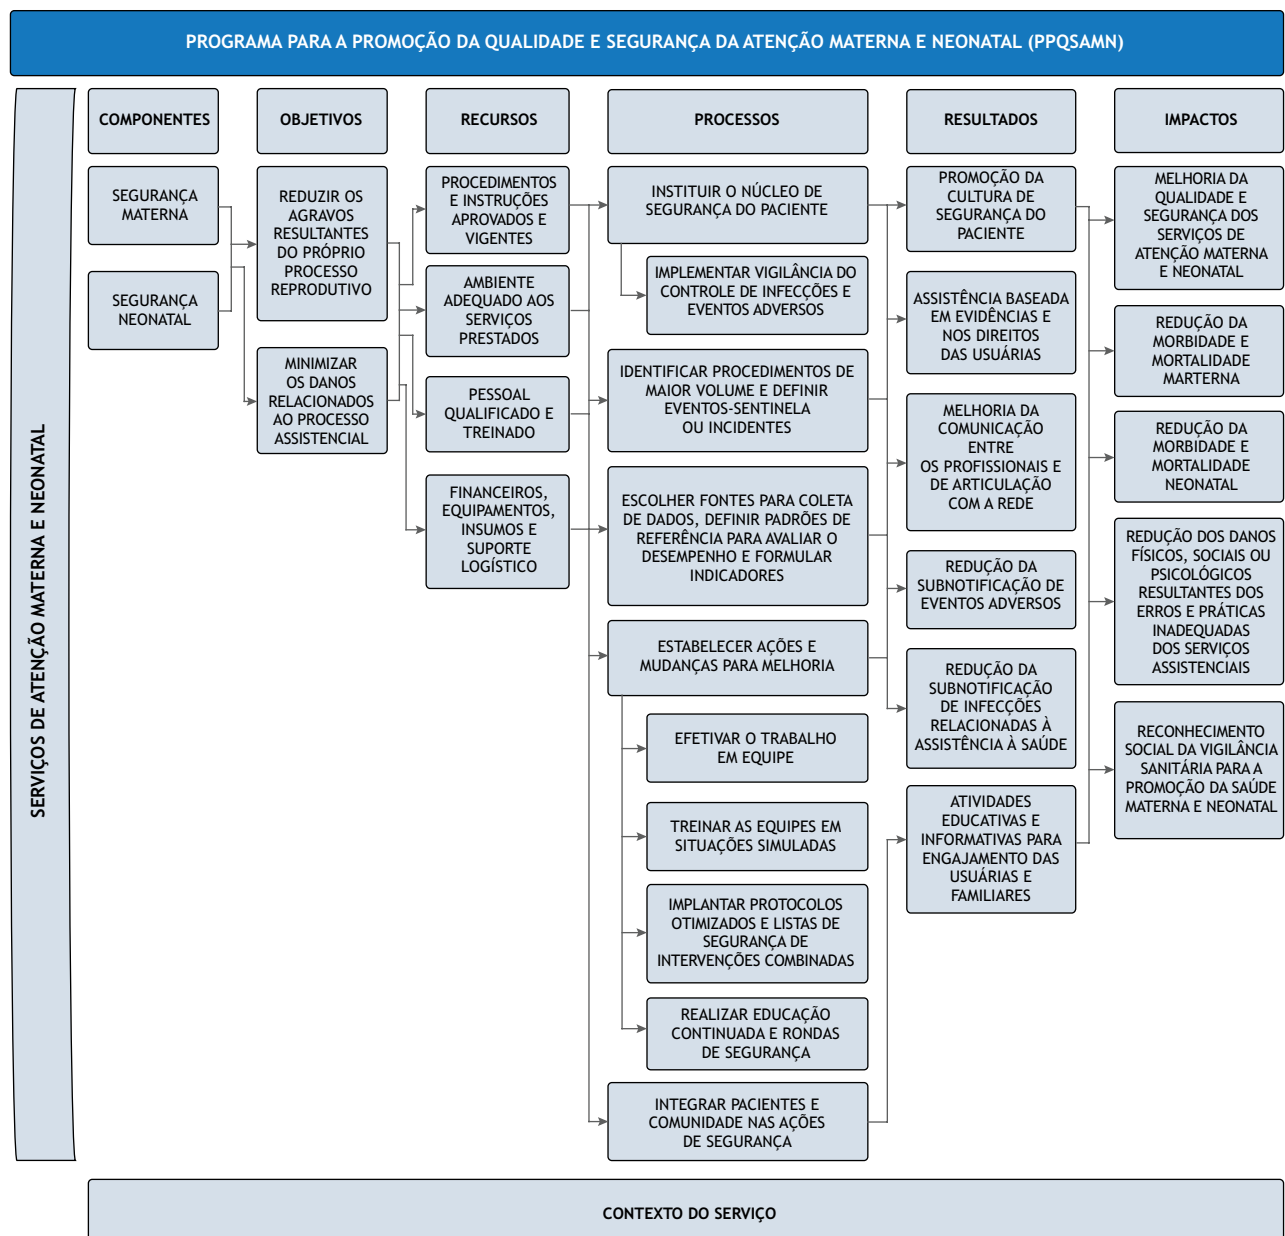 PROGRAMA PARA A PROMOÇÃO DA QUALIDADE E SEGURANÇA DA ATENÇÃO MATERNA E NEONATAL (PPQSAMN)
SERVIÇOS DE ATENÇÃO MATERNA E NEONATAL
COMPONENTES
SEGURANÇA
MATERNA
SEGURANÇA
NEONATAL
OBJETIVOS
REDUZIR OS
AGRAVOS
RESULTANTES
DO PRÓPRIO
PROCESSO
REPRODUTIVO
MINIMIZAR
OS DANOS
RELACIONADOS
AO PROCESSO
ASSISTENCIAL
RECURSOS
PROCEDIMENTOS
E INSTRUÇÕES
APROVADOS E
VIGENTES
AMBIENTE
ADEQUADO AOS
SERVIÇOS
PRESTADOS
PESSOAL
QUALIFICADO E
TREINADO
FINANCEIROS,
EQUIPAMENTOS,
INSUMOS E
SUPORTE
LOGÍSTICO
PROCESSOS
INSTITUIR O NÚCLEO DE
SEGURANÇA DO PACIENTE
IMPLEMENTAR VIGILÂNCIA DO
CONTROLE DE INFECÇÕES E
EVENTOS ADVERSOS
IDENTIFICAR PROCEDIMENTOS DE
MAIOR VOLUME E DEFINIR
EVENTOS-SENTINELA
OU INCIDENTES
ESCOLHER FONTES PARA COLETA
DE DADOS, DEFINIR PADRÕES DE
REFERÊNCIA PARA AVALIAR O
DESEMPENHO E FORMULAR
INDICADORES
ESTABELECER AÇÕES E
MUDANÇAS PARA MELHORIA
EFETIVAR O TRABALHO
EM EQUIPE
TREINAR AS EQUIPES EM
SITUAÇÕES SIMULADAS
IMPLANTAR PROTOCOLOS
OTIMIZADOS E LISTAS DE
SEGURANÇA DE
INTERVENÇÕES COMBINADAS
REALIZAR EDUCAÇÃO
CONTINUADA E RONDAS
DE SEGURANÇA
INTEGRAR PACIENTES E
COMUNIDADE NAS AÇÕES
DE SEGURANÇA
RESULTADOS
PROMOÇÃO DA
CULTURA DE
SEGURANÇA DO
PACIENTE
ASSISTÊNCIA BASEADA
EM EVIDÊNCIAS E
NOS DIREITOS
DAS USUÁRIAS
MELHORIA DA
COMUNICAÇÃO
ENTRE
OS PROFISSIONAIS E
DE ARTICULAÇÃO
COM A REDE
REDUÇÃO DA
SUBNOTIFICAÇÃO DE
EVENTOS ADVERSOS
REDUÇÃO DA
SUBNOTIFICAÇÃO
DE INFECÇÕES
RELACIONADAS À
ASSISTÊNCIA À SAÚDE
ATIVIDADES
EDUCATIVAS E
INFORMATIVAS PARA
ENGAJAMENTO DAS
USUÁRIAS E
FAMILIARES
IMPACTOS
MELHORIA DA
QUALIDADE E
SEGURANÇA DOS
SERVIÇOS DE
ATENÇÃO MATERNA
E NEONATAL
REDUÇÃO DA
MORBIDADE E
MORTALIDADE
MARTERNA
REDUÇÃO DA
MORBIDADE E
MORTALIDADE
NEONATAL
REDUÇÃO DOS DANOS
FÍSICOS, SOCIAIS OU
PSICOLÓGICOS
RESULTANTES DOS
ERROS E PRÁTICAS
INADEQUADAS
DOS SERVIÇOS
ASSISTENCIAIS
RECONHECIMENTO
SOCIAL DA VIGILÂNCIA
SANITÁRIA PARA A
PROMOÇÃO DA SAÚDE
MATERNA E NEONATAL
CONTEXTO DO SERVIÇO